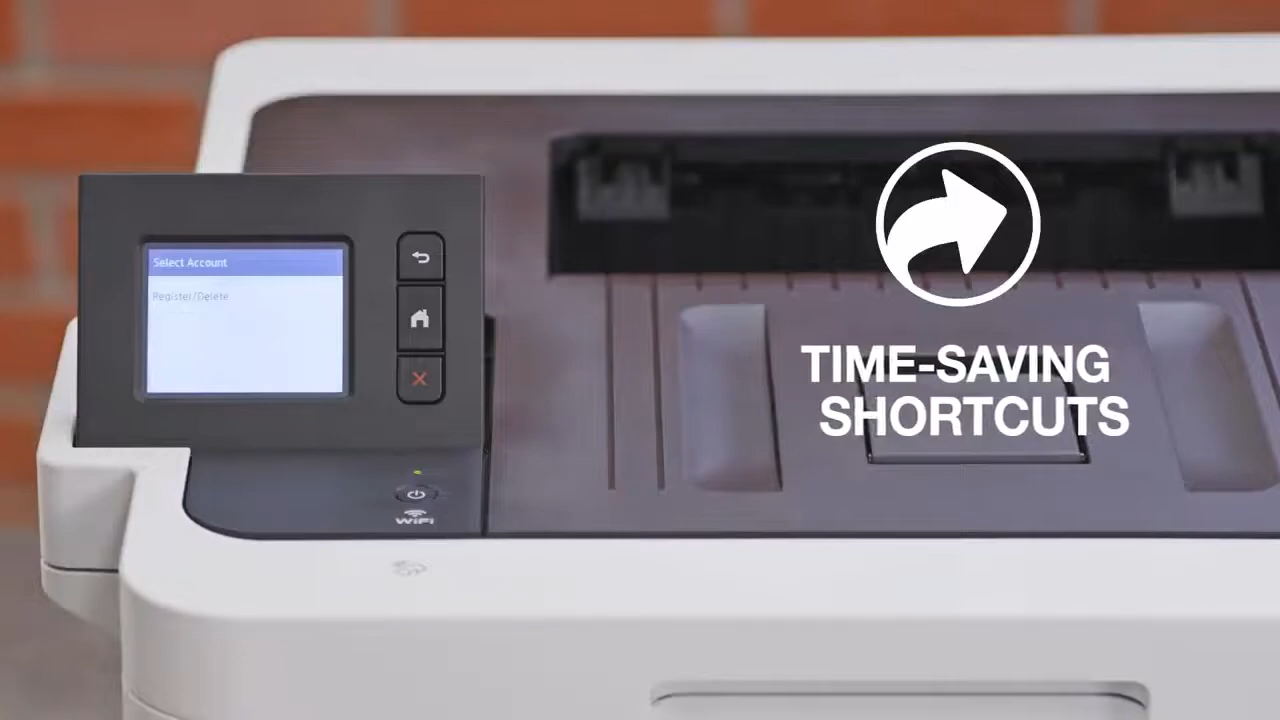 Select Account
Register/Delete
WiFi
TIME-SAVING
SHORTCUTS